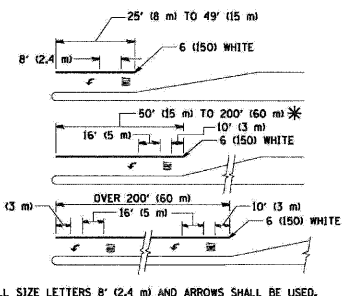 25' (8 m) TO 49' (15 m)
8' (2.4 m)
6 (150) WHITE
50' (15 m) TO 200' (60 m) *
16' (5 m)
10' (3 m)
6 (150) WHITE
OVER 200' (60 m)
(3 m)
16' (5 m)
10' (3 m)
6 (150) WHITE
LL SIZE LETTERS 8' (2.4 m) AND ARROWS SHALL BE USED.